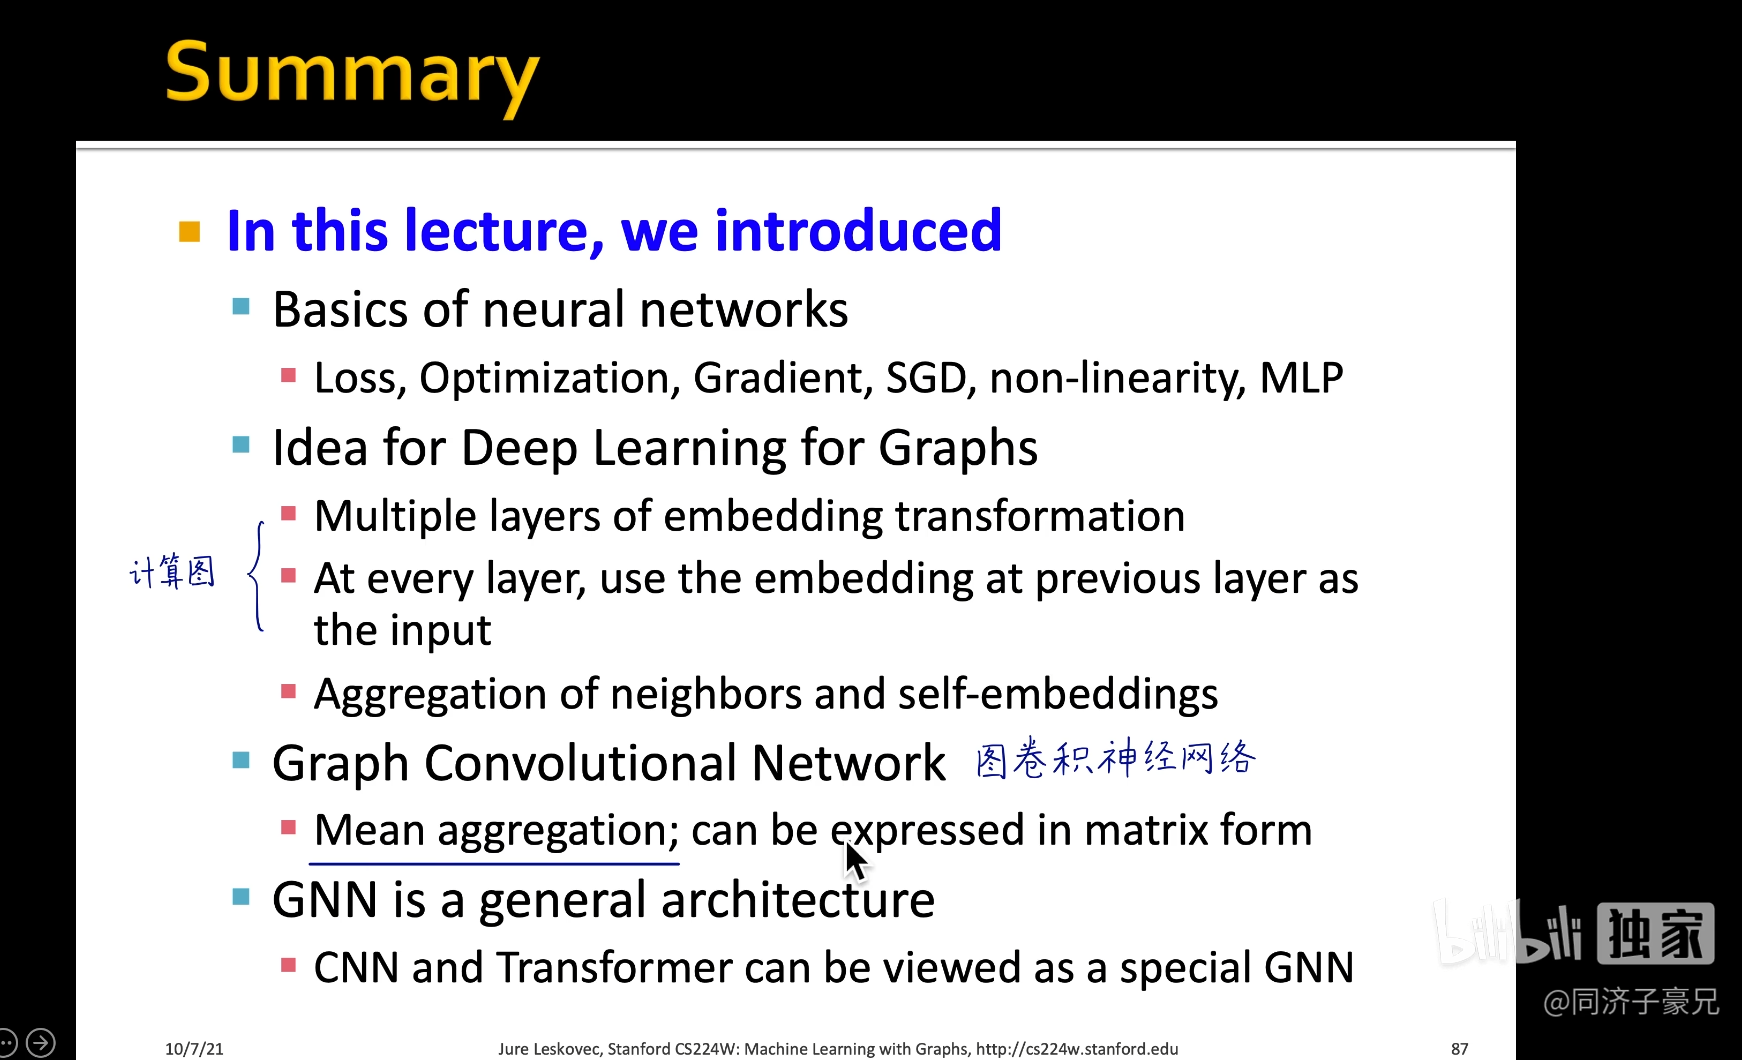 Summary
In this lecture, we introduced
Basics of neural networks
Loss, Optimization, Gradient, SGD, non-linearity, MLP
Idea for Deep Learning for Graphs
Multiple layers of embedding transformation
计算图
At every layer, use the embedding at previous layer as
the input
Aggregation of neighbors and self-embeddings
Graph Convolutional Network 图卷积神经网络
Mean aggregation; can be expressed in matrix form
GNN is a general architecture
CNN and Transformer can be viewed as a special GNN
bilibili 独家
@同济子豪兄
10/7/21 Jure Leskovec, Stanford CS224W: Machine Learning with Graphs, http://cs224w.stanford.edu 87